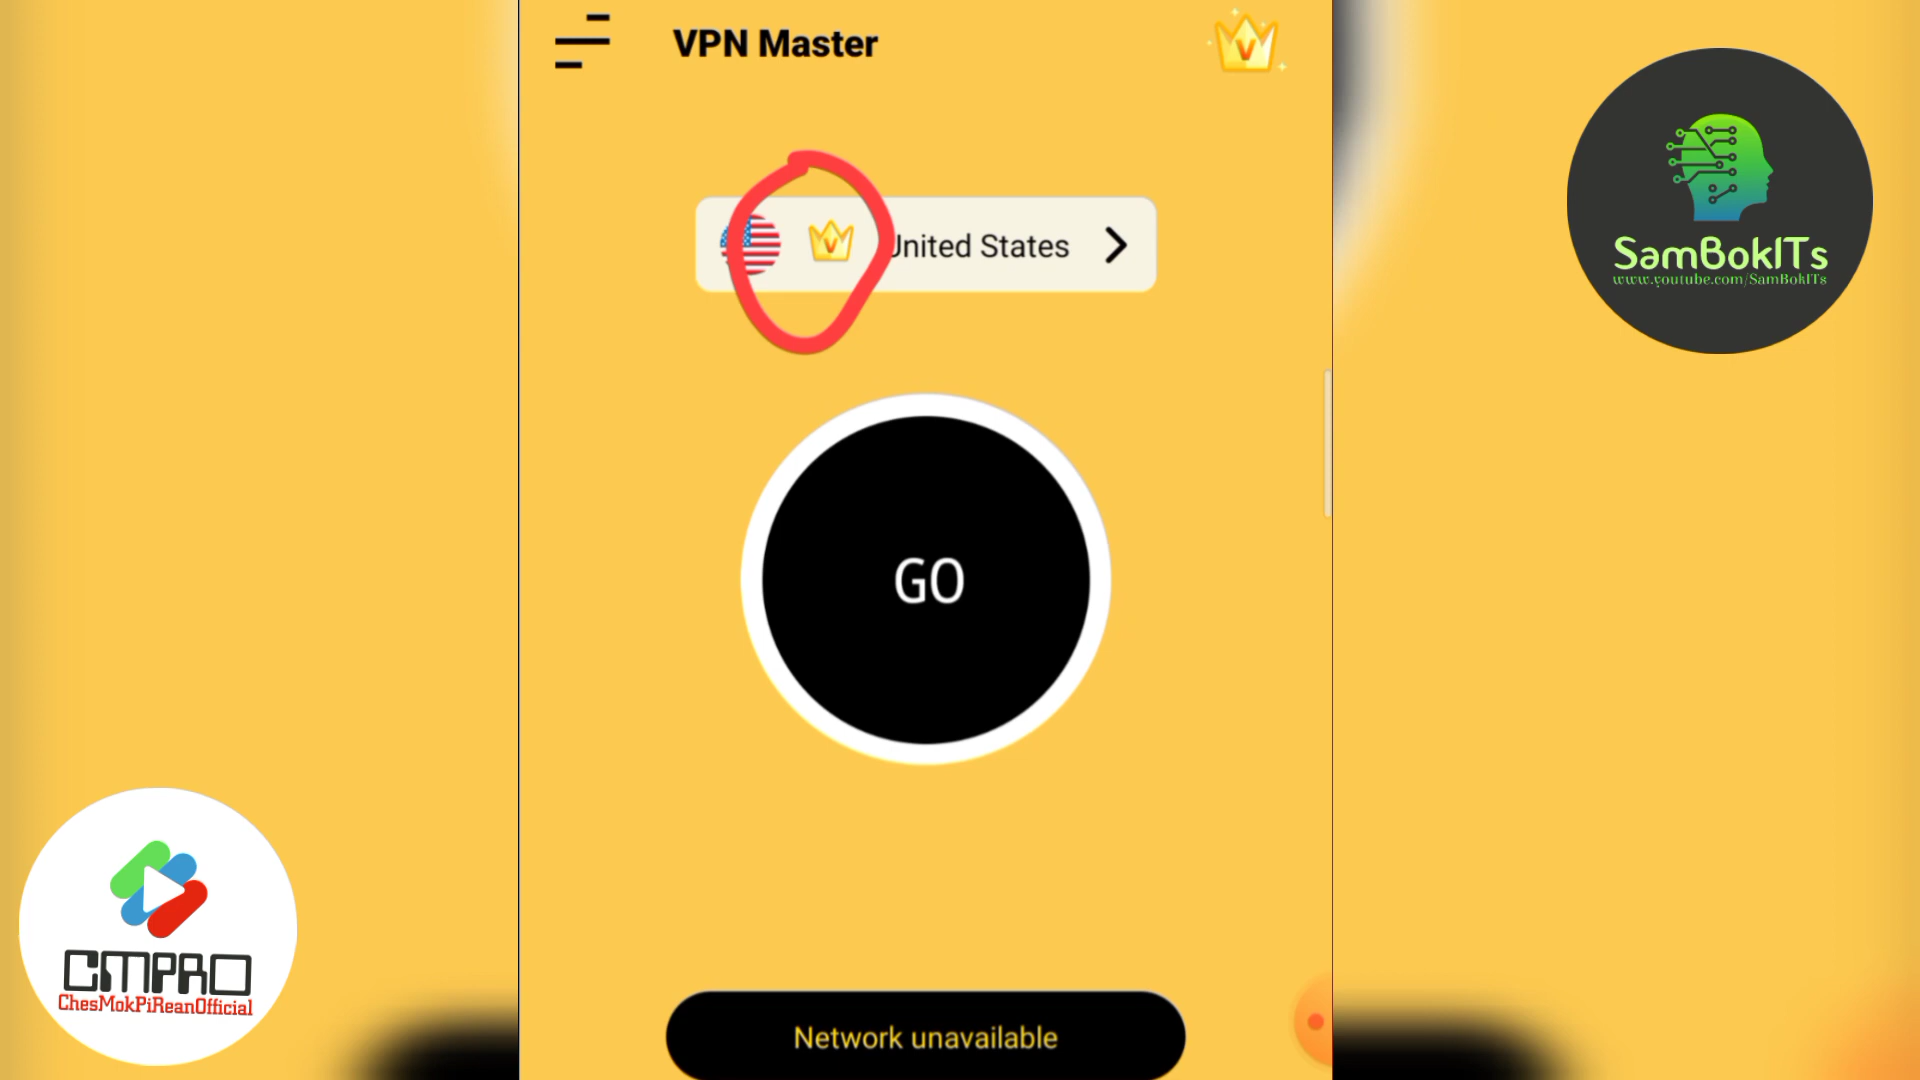 VPN Master
V
V
United States
GO
Network unavailable
SamBokITs
www.youtube.com/SamBokITs
CMPRO
ChesMokPiReanOfficial